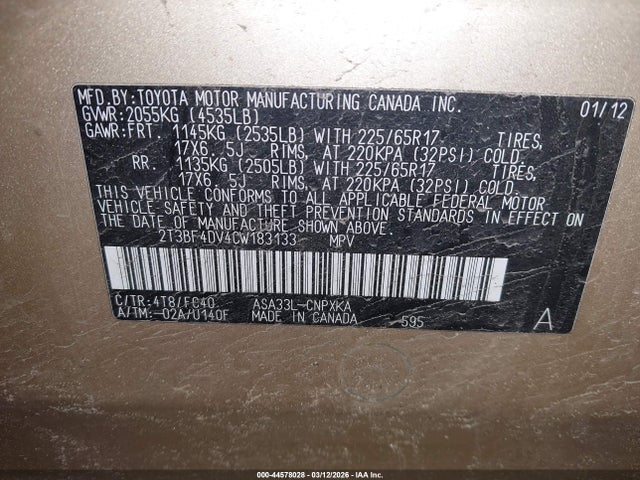 MFD.BY:TOYOTA MOTOR MANUFACTURING CANADA INC. 01/12
GVWR:2055KG (4535LB)
GAWR:FRT. 1145KG (2535LB) WITH 225/65R17 TIRES,
17X6.5J RIMS, AT 220KPA (32PSI) COLD.
RR. 1135KG (2505LB) WITH 225/65R17 TIRES,
17X6.5J RIMS, AT 220KPA (32PSI) COLD.
THIS VEHICLE CONFORMS TO ALL APPLICABLE FEDERAL MOTOR
VEHICLE SAFETY AND THEFT PREVENTION STANDARDS IN EFFECT ON
THE DATE OF MANUFACTURE SHOWN ABOVE.
2T3BF4DV4CW183133 MPV
C/TR:4T8/FC40 ASA33L-CNPXKA
A/TM:-02A/U140F MADE IN CANADA 595 A
000-44578028 - 03/12/2026 - IAA Inc.